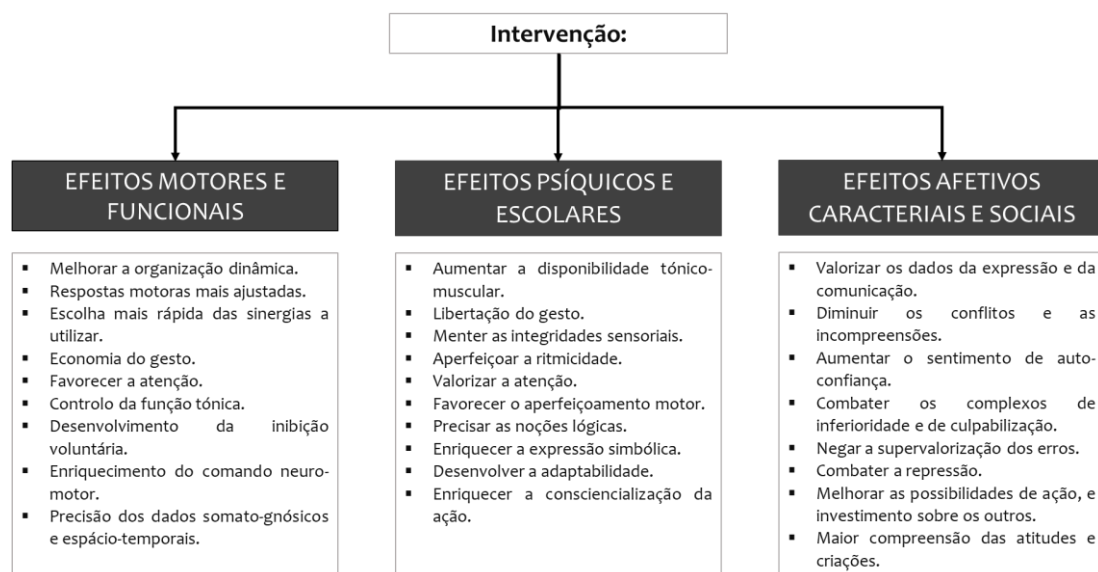 Intervenção:
EFEITOS MOTORES E
FUNCIONAIS
▪ Melhorar a organização dinâmica.
▪ Respostas motoras mais ajustadas.
▪ Escolha mais rápida das sinergias a
utilizar.
▪ Economia do gesto.
▪ Favorecer a atenção.
▪ Controlo da função tónica.
▪ Desenvolvimento da inibição
voluntária.
▪ Enriquecimento do comando neuro-
motor.
▪ Precisão dos dados somato-gnósicos
e espácio-temporais.
EFEITOS PSÍQUICOS E
ESCOLARES
▪ Aumentar a disponibilidade tónico-
muscular.
▪ Libertação do gesto.
▪ Menter as integridades sensoriais.
▪ Aperfeiçoar a ritmicidade.
▪ Valorizar a atenção.
▪ Favorecer o aperfeiçoamento motor.
▪ Precisar as noções lógicas.
▪ Enriquecer a expressão simbólica.
▪ Desenvolver a adaptabilidade.
▪ Enriquecer a consciencialização da
ação.
EFEITOS AFETIVOS
CARACTERIAIS E SOCIAIS
▪ Valorizar os dados da expressão e da
comunicação.
▪ Diminuir os conflitos e as
incompreensões.
▪ Aumentar o sentimento de auto-
confiança.
▪ Combater os complexos de
inferioridade e de culpabilização.
▪ Negar a supervalorização dos erros.
▪ Combater a repressão.
▪ Melhorar as possibilidades de ação, e
investimento sobre os outros.
▪ Maior compreensão das atitudes e
criações.